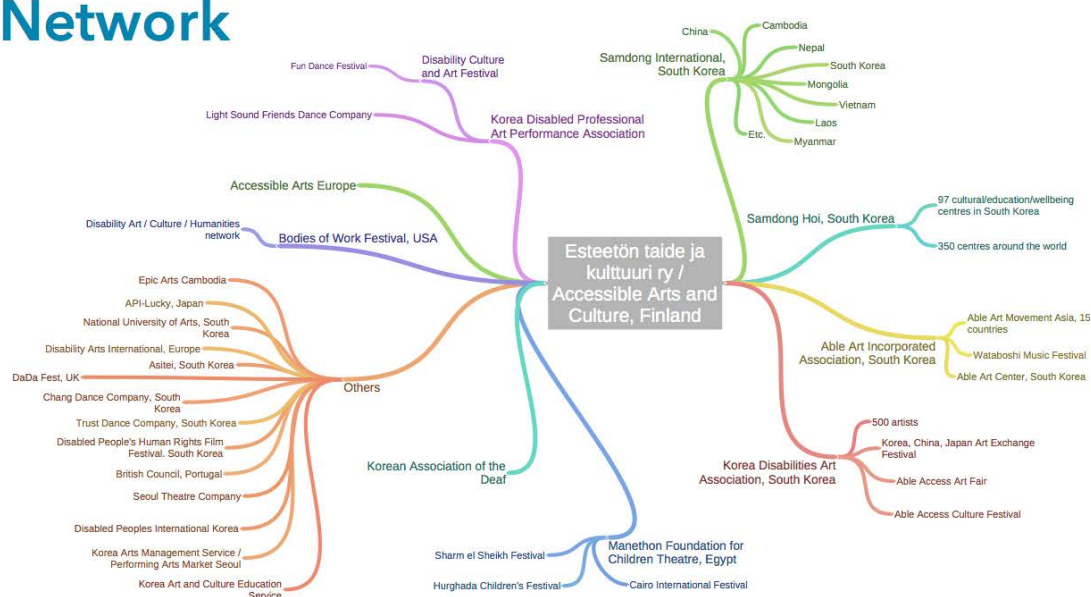 Network
Fun Dance Festival
Disability Culture
and Art Festival
Light Sound Friends Dance Company
Korea Disabled Professional
Art Performance Association
Accessible Arts Europe
Disability Art / Culture / Humanities
network
Bodies of Work Festival, USA
Epic Arts Cambodia
API-Lucky, Japan
National University of Arts, South
Korea
Disability Arts International, Europe
Asitei, South Korea
DaDa Fest, UK
Chang Dance Company, South
Korea
Trust Dance Company, South Korea
Disabled People's Human Rights Film
Festival. South Korea
British Council, Portugal
Seoul Theatre Company
Disabled Peoples International Korea
Korea Arts Management Service /
Performing Arts Market Seoul
Korea Art and Culture Education
Service
Others
Korean Association of the
Deaf
Sharm el Sheikh Festival
Hurghada Children's Festival
Manethon Foundation for
Children Theatre, Egypt
Cairo International Festival
Esteetön taide ja
kulttuuri ry /
Accessible Arts and
Culture, Finland
Samdong International,
South Korea
China
Cambodia
Nepal
South Korea
Mongolia
Vietnam
Laos
Myanmar
Etc.
Samdong Hoi, South Korea
97 cultural/education/wellbeing
centres in South Korea
350 centres around the world
Able Art Incorporated
Association, South Korea
Able Art Movement Asia, 15
countries
Wataboshi Music Festival
Able Art Center, South Korea
Korea Disabilities Art
Association, South Korea
500 artists
Korea, China, Japan Art Exchange
Festival
Able Access Art Fair
Able Access Culture Festival